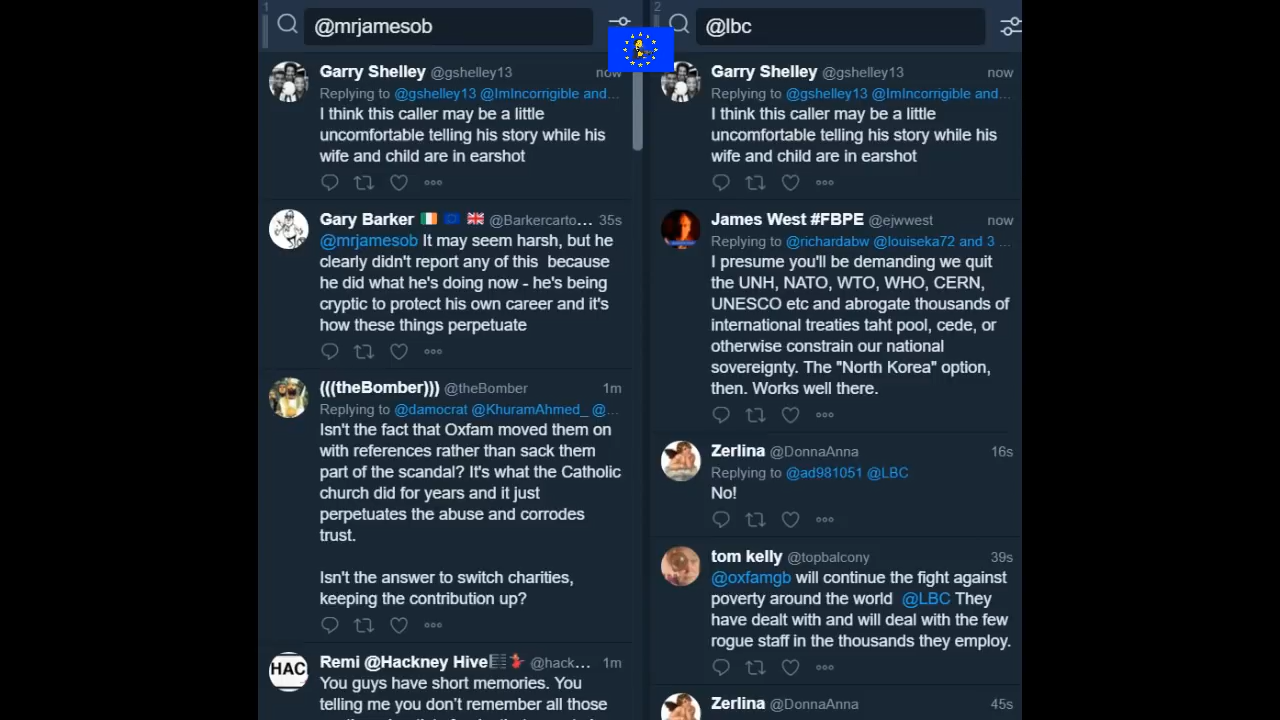 1
@mrjamesob
Garry Shelley @gshelley13 now
Replying to @gshelley13 @ImIncorrigible and...
I think this caller may be a little
uncomfortable telling his story while his
wife and child are in earshot
Gary Barker @Barkercarto... 35s
@mrjamesob It may seem harsh, but he
clearly didn't report any of this because
he did what he's doing now - he's being
cryptic to protect his own career and it's
how these things perpetuate
(((theBomber))) @theBomber 1m
Replying to @damocrat @KhuramAhmed_ @...
Isn't the fact that Oxfam moved them on
with references rather than sack them
part of the scandal? It's what the Catholic
church did for years and it just
perpetuates the abuse and corrodes
trust.
Isn't the answer to switch charities,
keeping the contribution up?
HAC
Remi @Hackney Hive @hack... 1m
You guys have short memories. You
telling me you don't remember all those
2
@lbc
Garry Shelley @gshelley13 now
Replying to @gshelley13 @ImIncorrigible and...
I think this caller may be a little
uncomfortable telling his story while his
wife and child are in earshot
James West #FBPE @ejwwest now
Replying to @richardabw @louiseka72 and 3 ...
I presume you'll be demanding we quit
the UNH, NATO, WTO, WHO, CERN,
UNESCO etc and abrogate thousands of
international treaties taht pool, cede, or
otherwise constrain our national
sovereignty. The "North Korea" option,
then. Works well there.
Zerlina @DonnaAnna 16s
Replying to @ad981051 @LBC
No!
tom kelly @topbalcony 39s
@oxfamgb will continue the fight against
poverty around the world @LBC They
have dealt with and will deal with the few
rogue staff in the thousands they employ.
Zerlina @DonnaAnna 45s